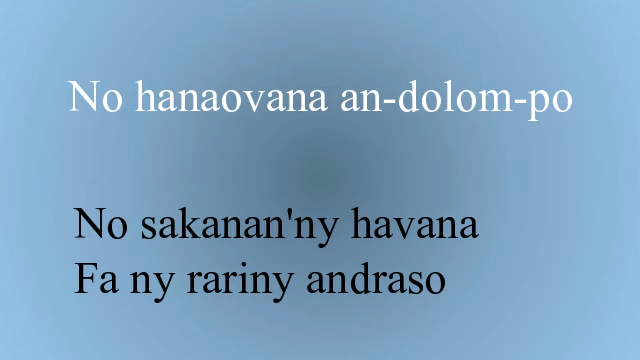 No hanaovana an-dolom-po
No sakanan'ny havana
Fa ny rariny andraso